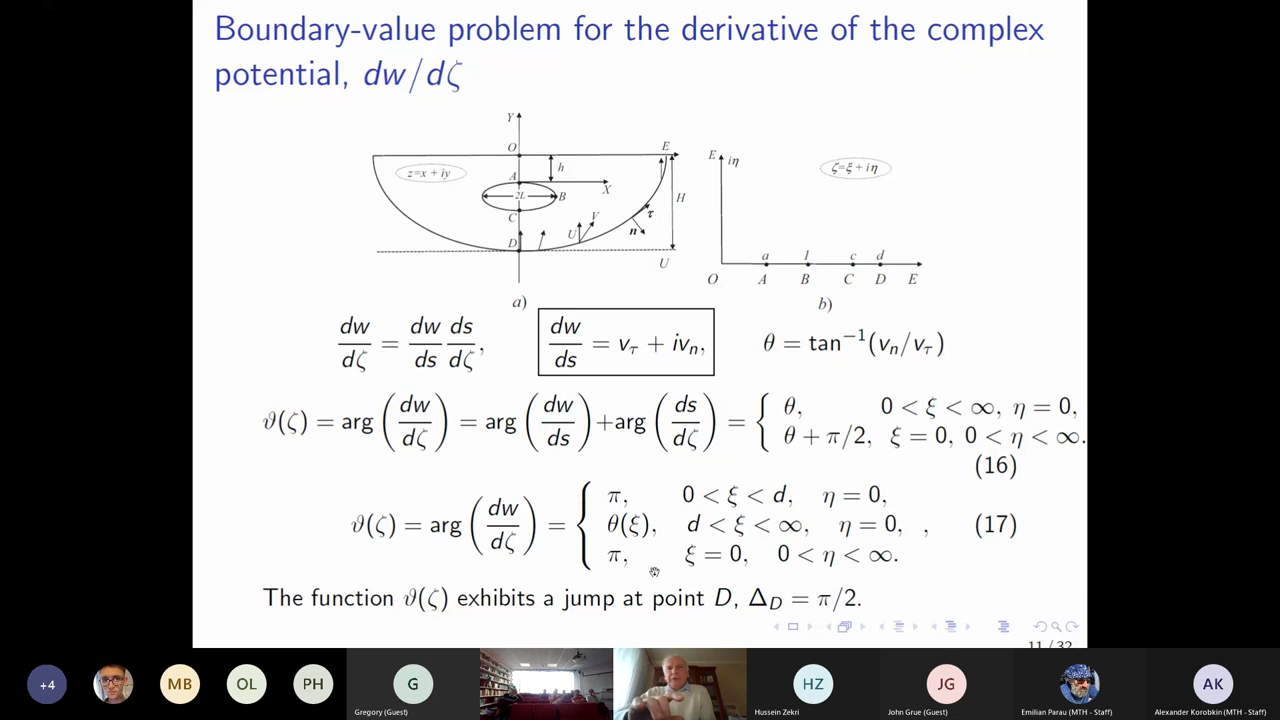 Boundary-value problem for the derivative of the complex
potential, dw/dζ
Y
O
E
h
z=x + iy
A
X
2L
B
H
C
V
τ
D
U
n
U
a)
E
iη
ζ=ξ + iη
a l c d
O A B C D E
b)
dw/dζ = dw/ds ds/dζ, dw/ds = v_τ + iv_n, θ = tan⁻¹(v_n/v_τ)
ϑ(ζ) = arg (dw/dζ) = arg (dw/ds) + arg (ds/dζ) = { θ, 0 < ξ < ∞, η = 0,
θ + π/2, ξ = 0, 0 < η < ∞.
(16)
ϑ(ζ) = arg (dw/dζ) = { π, 0 < ξ < d, η = 0,
θ(ξ), d < ξ < ∞, η = 0, , (17)
π, ξ = 0, 0 < η < ∞.
The function ϑ(ζ) exhibits a jump at point D, Δ_D = π/2.
11 / 32
+4
MB
OL
PH
G
HZ
JG
AK
Gregory (Guest)
Hussein Zekri
John Grue (Guest)
Emilian Parau (MTH - Staff)
Alexander Korobkin (MTH - Staff)